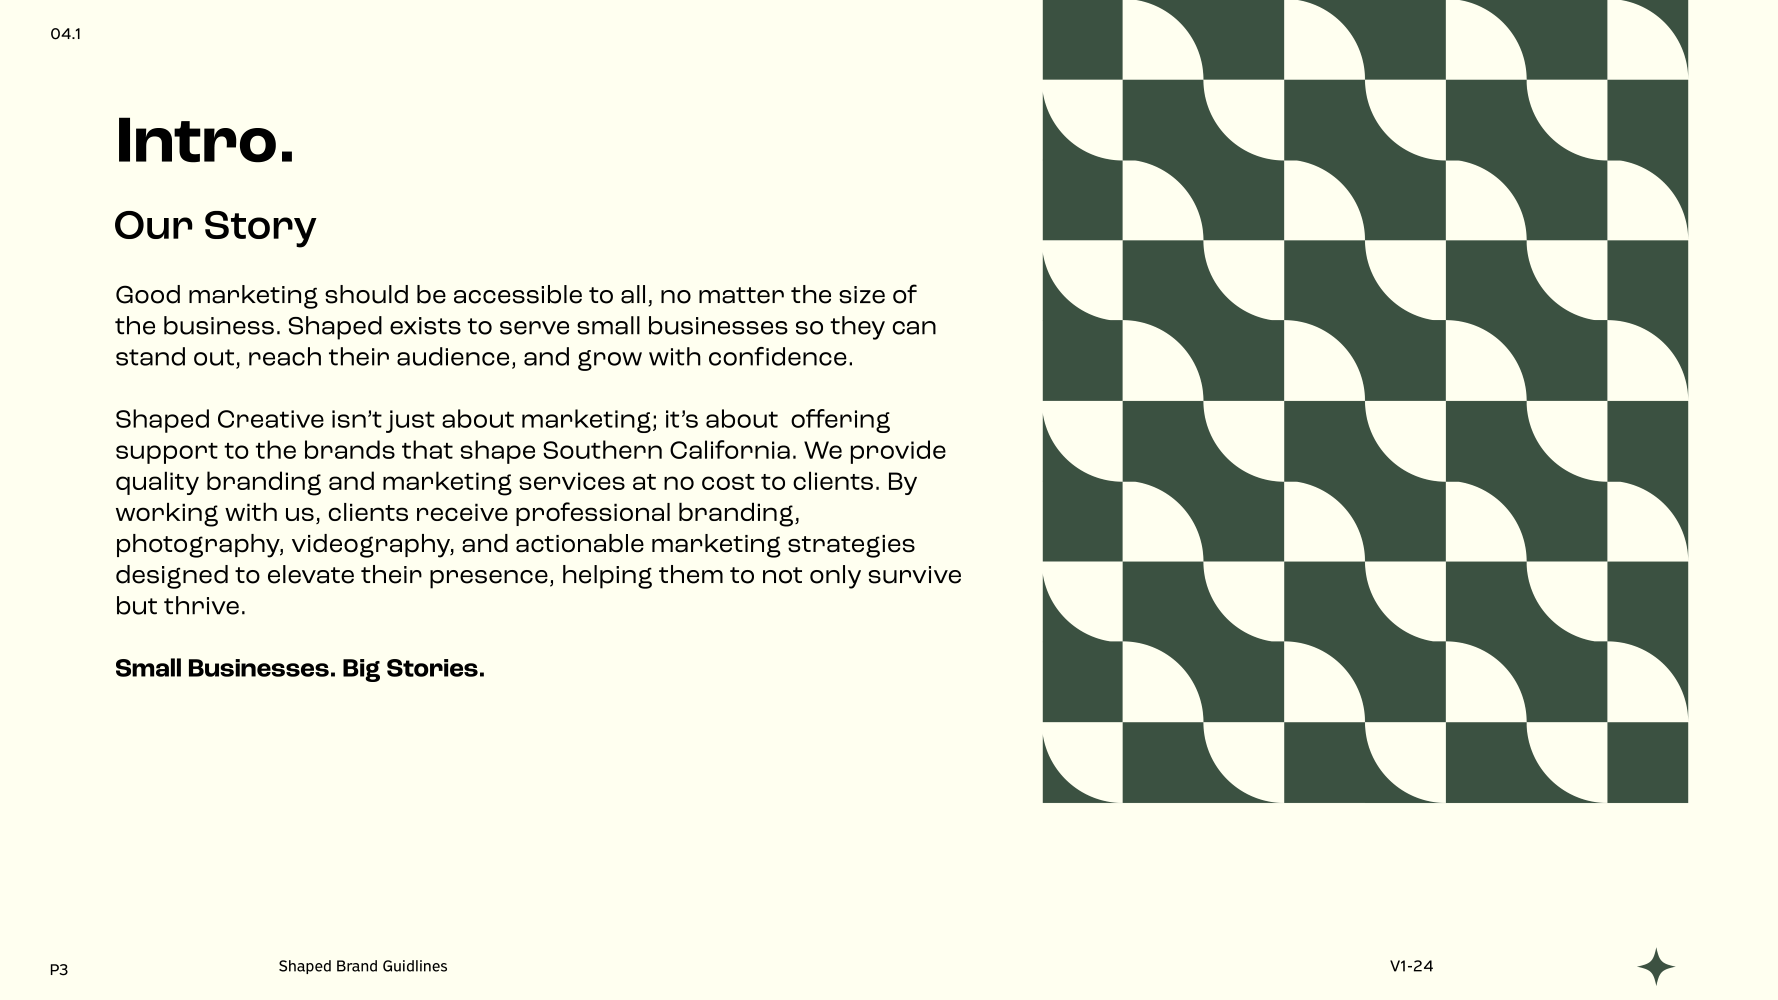 04.1
Intro.
Our Story
Good marketing should be accessible to all, no matter the size of
the business. Shaped exists to serve small businesses so they can
stand out, reach their audience, and grow with confidence.
Shaped Creative isn’t just about marketing; it’s about  offering
support to the brands that shape Southern California. We provide
quality branding and marketing services at no cost to clients. By
working with us, clients receive professional branding,
photography, videography, and actionable marketing strategies
designed to elevate their presence, helping them to not only survive
but thrive.
Small Businesses. Big Stories.
P3
Shaped Brand Guidlines
V1-24